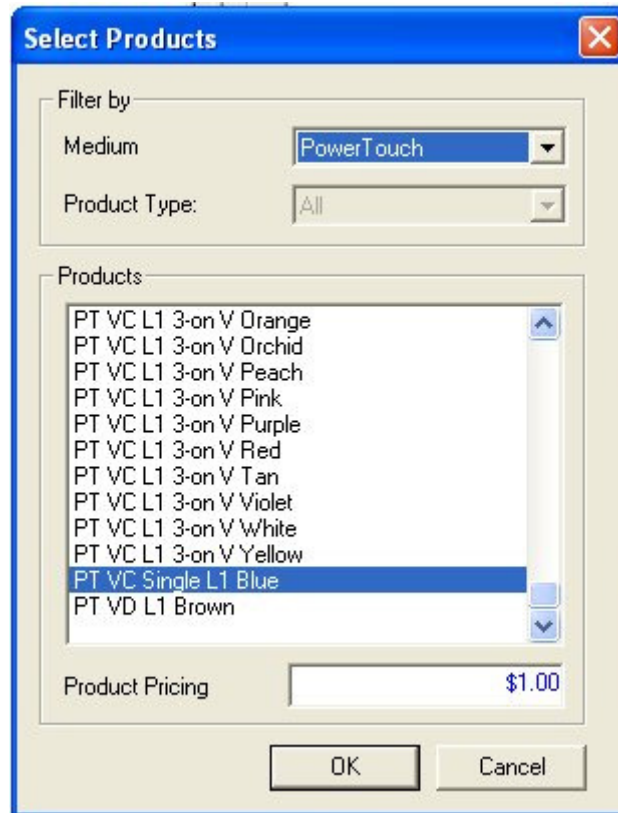 Select Products
Filter by
Medium PowerTouch
Product Type: All
Products
PT VC L1 3-on V Orange
PT VC L1 3-on V Orchid
PT VC L1 3-on V Peach
PT VC L1 3-on V Pink
PT VC L1 3-on V Purple
PT VC L1 3-on V Red
PT VC L1 3-on V Tan
PT VC L1 3-on V Violet
PT VC L1 3-on V White
PT VC L1 3-on V Yellow
PT VC Single L1 Blue
PT VD L1 Brown
Product Pricing $1.00
OK Cancel